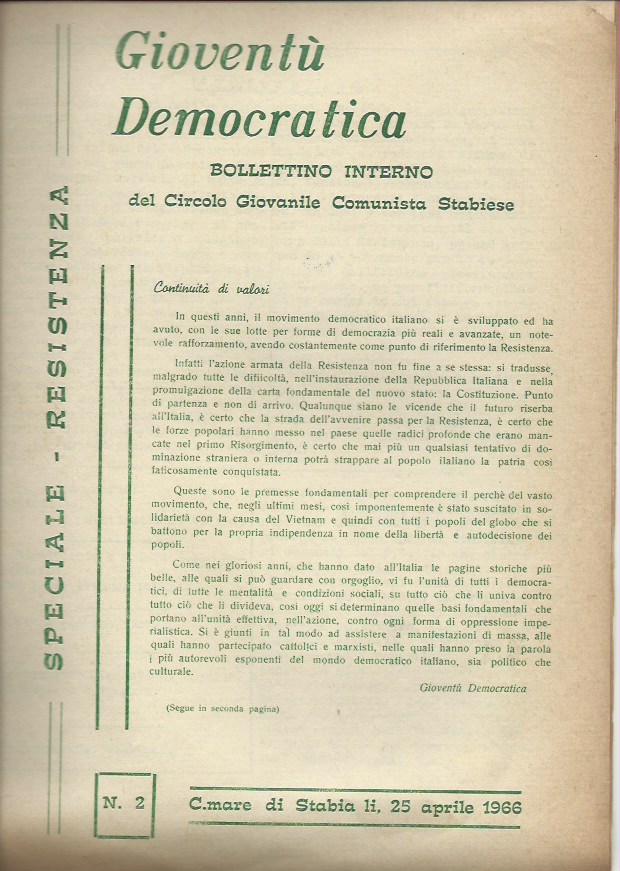 Gioventù
Democratica
BOLLETTINO INTERNO
del Circolo Giovanile Comunista Stabiese
SPECIALE - RESISTENZA
Continuità di valori
In questi anni, il movimento democratico italiano si è sviluppato ed ha
avuto, con le sue lotte per forme di democrazia più reali e avanzate, un note-
vole rafforzamento, avendo costantemente come punto di riferimento la Resistenza.
Infatti l'azione armata della Resistenza non fu fine a se stessa: si tradusse,
malgrado tutte le difiicoltà, nell'instaurazione della Repubblica Italiana e nella
promulgazione della carta fondamentale del nuovo stato: la Costituzione. Punto
di partenza e non di arrivo. Qualunque siano le vicende che il futuro riserba
all'Italia, è certo che la strada dell'avvenire passa per la Resistenza, è certo che
le forze popolari hanno messo nel paese quelle radici profonde che erano man-
cate nel primo Risorgimento, è certo che mai più un qualsiasi tentativo di do-
minazione straniera o interna potrà strappare al popolo italiano la patria così
faticosamente conquistata.
Queste sono le premesse fondamentali per comprendere il perchè del vasto
movimento, che, negli ultimi mesi, così imponentemente è stato suscitato in so-
lidarietà con la causa del Vietnam e quindi con tutti i popoli del globo che si
battono per la propria indipendenza in nome della libertà e autodecisione dei
popoli.
Come nei gloriosi anni, che hanno dato all'Italia le pagine storiche più
belle, alle quali si può guardare con orgoglio, vi fu l'unità di tutti i democra-
tici, di tutte le mentalità e condizioni sociali, su tutto ciò che li univa contro
tutto ciò che li divideva, così oggi si determinano quelle basi fondamentali che
portano all'unità effettiva, nell'azione, contro ogni forma di oppressione impe-
rialistica. Si è giunti in tal modo ad assistere a manifestazioni di massa, alle
quali hanno partecipato cattolici e marxisti, nelle quali hanno preso la parola
i più autorevoli esponenti del mondo democratico italiano, sia politico che
culturale.
Gioventù Democratica
(Segue in seconda pagina)
N. 2
C.mare di Stabia li, 25 aprile 1966